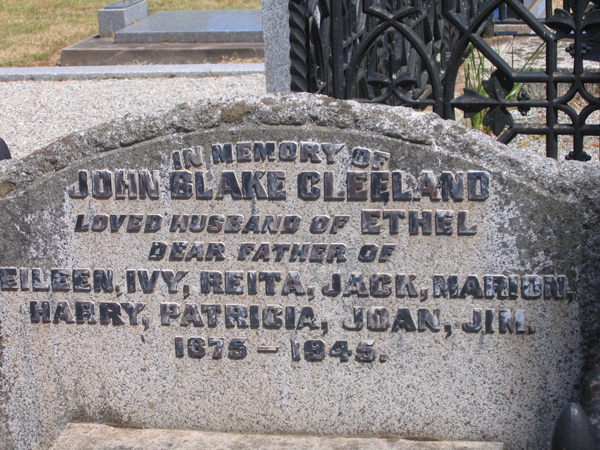 IN MEMORY OF
JOHN BLAKE CLEELAND
LOVED HUSBAND OF ETHEL
DEAR FATHER OF
EILEEN, IVY, REITA, JACK, MARION,
HARRY, PATRICIA, JOAN, JIM.
1875 - 1945.